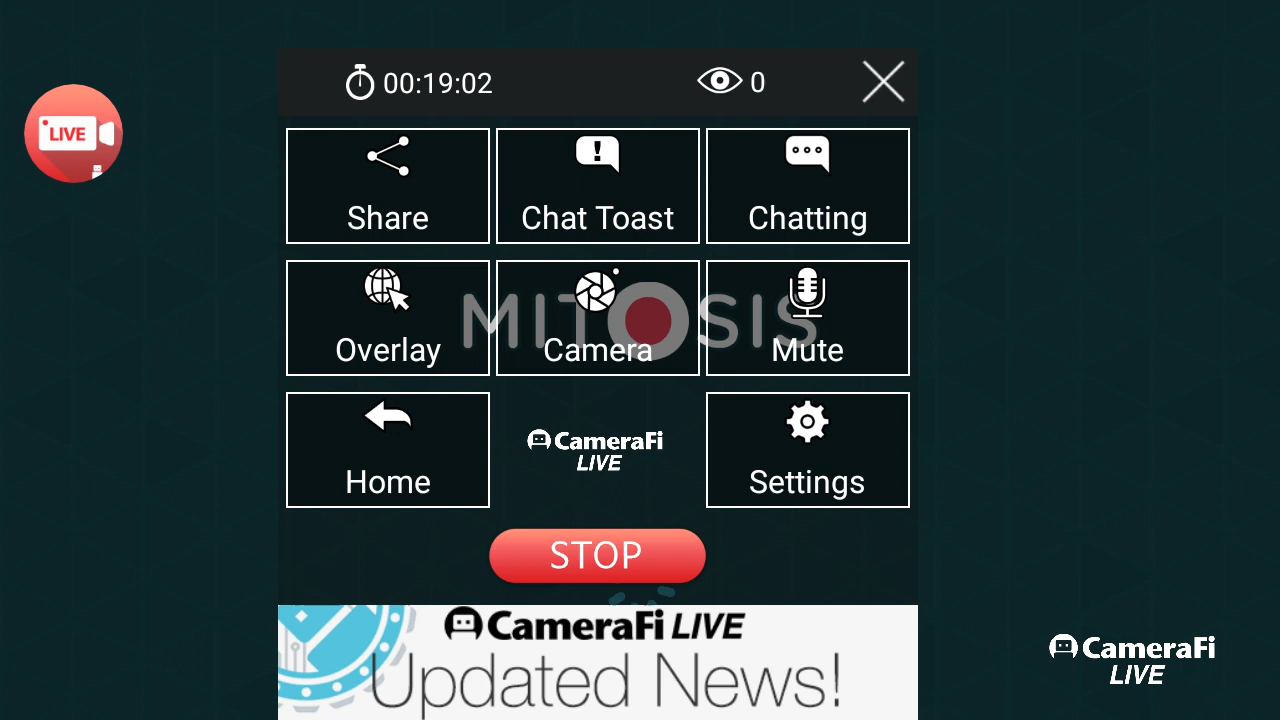 00:19:02 0
LIVE
Share Chat Toast Chatting
MITOSIS
Overlay Camera Mute
CameraFi
LIVE
Home Settings
STOP
CameraFi LIVE
Updated News!
CameraFi
LIVE